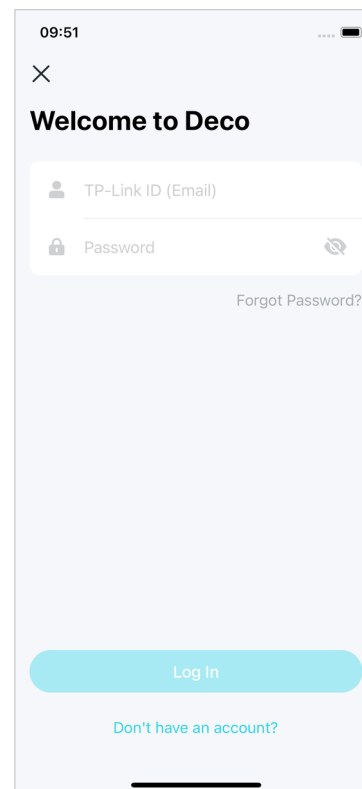 09:51
Welcome to Deco
TP-Link ID (Email)
Password
Forgot Password?
Log In
Don't have an account?